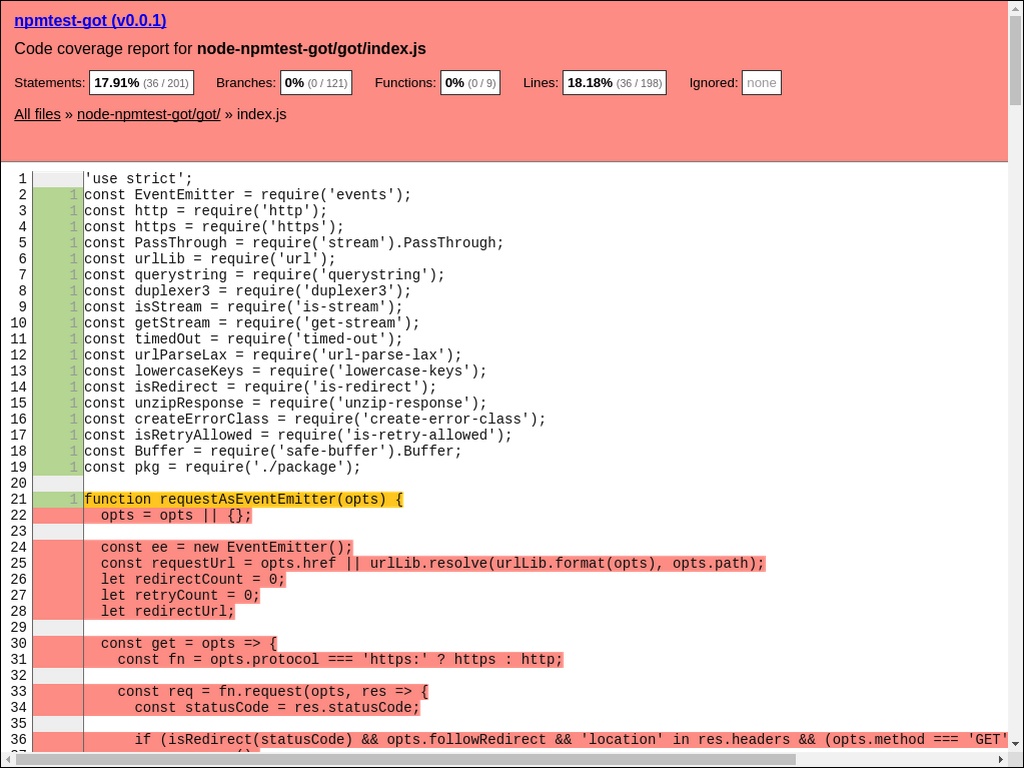 npmtest-got (v0.0.1)
Code coverage report for node-npmtest-got/got/index.js
Statements: 17.91% (36 / 201) Branches: 0% (0 / 121) Functions: 0% (0 / 9) Lines: 18.18% (36 / 198) Ignored: none
All files » node-npmtest-got/got/ » index.js
1 'use strict';
2 1 const EventEmitter = require('events');
3 1 const http = require('http');
4 1 const https = require('https');
5 1 const PassThrough = require('stream').PassThrough;
6 1 const urlLib = require('url');
7 1 const querystring = require('querystring');
8 1 const duplexer3 = require('duplexer3');
9 1 const isStream = require('is-stream');
10 1 const getStream = require('get-stream');
11 1 const timedOut = require('timed-out');
12 1 const urlParseLax = require('url-parse-lax');
13 1 const lowercaseKeys = require('lowercase-keys');
14 1 const isRedirect = require('is-redirect');
15 1 const unzipResponse = require('unzip-response');
16 1 const createErrorClass = require('create-error-class');
17 1 const isRetryAllowed = require('is-retry-allowed');
18 1 const Buffer = require('safe-buffer').Buffer;
19 1 const pkg = require('./package');
20
21 1 function requestAsEventEmitter(opts) {
22 opts = opts || {};
23
24 const ee = new EventEmitter();
25 const requestUrl = opts.href || urlLib.resolve(urlLib.format(opts), opts.path);
26 let redirectCount = 0;
27 let retryCount = 0;
28 let redirectUrl;
29
30 const get = opts => {
31 const fn = opts.protocol === 'https:' ? https : http;
32
33 const req = fn.request(opts, res => {
34 const statusCode = res.statusCode;
35
36 if (isRedirect(statusCode) && opts.followRedirect && 'location' in res.headers && (opts.method === 'GET'